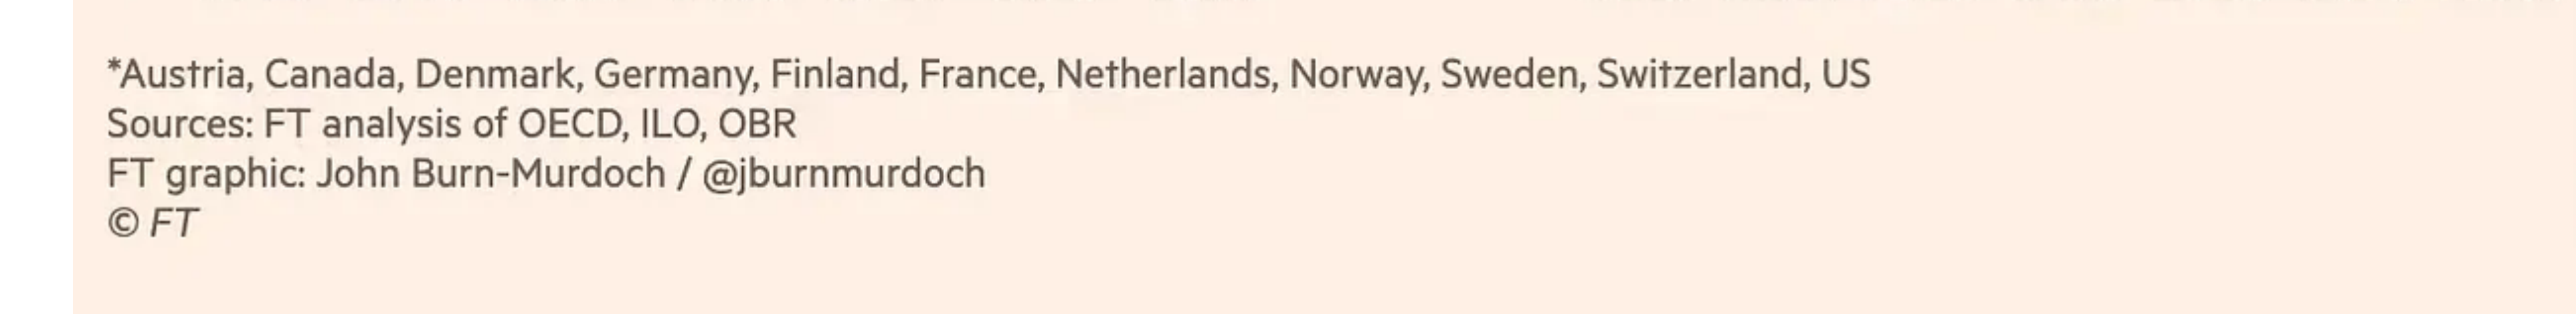 *Austria, Canada, Denmark, Germany, Finland, France, Netherlands, Norway, Sweden, Switzerland, US
Sources: FT analysis of OECD, ILO, OBR
FT graphic: John Burn-Murdoch / @jburnmurdoch
© FT